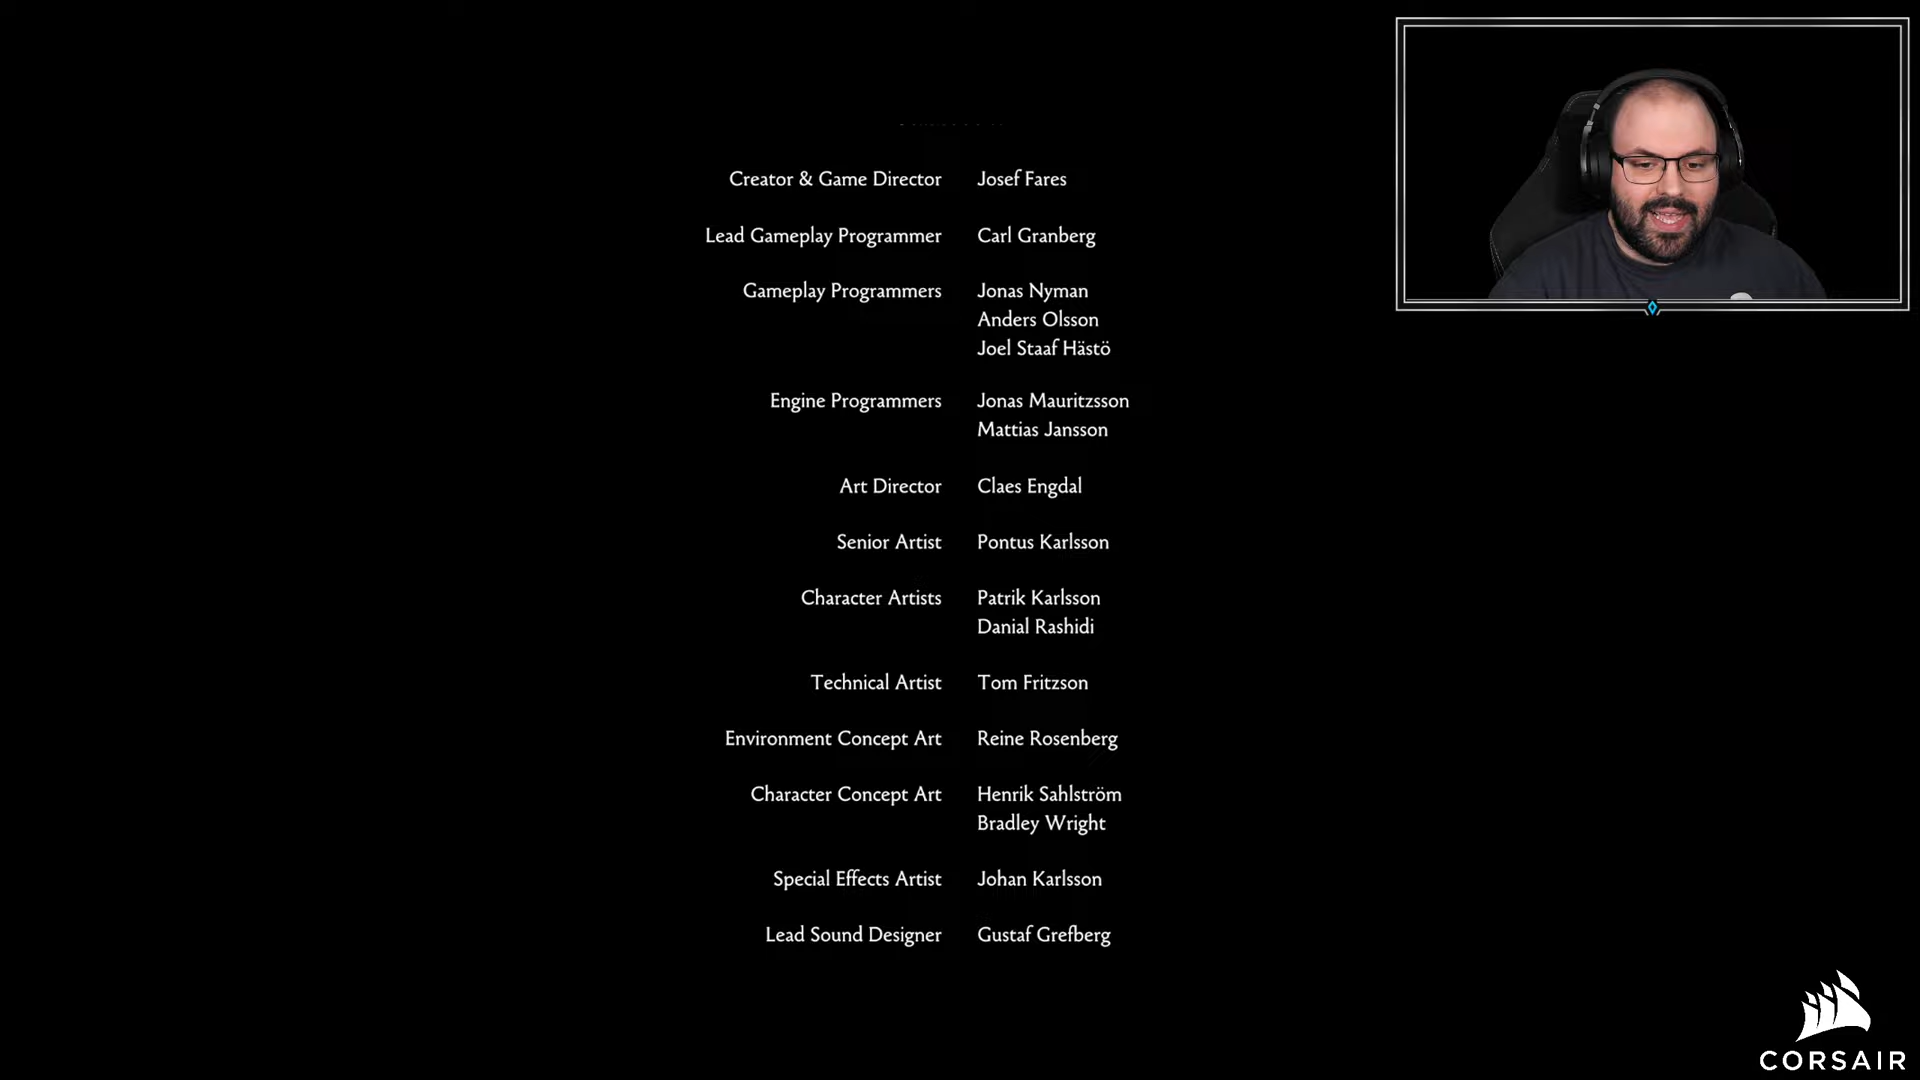 Creator & Game Director Josef Fares
Lead Gameplay Programmer Carl Granberg
Gameplay Programmers Jonas Nyman
Anders Olsson
Joel Staaf Hästö
Engine Programmers Jonas Mauritzsson
Mattias Jansson
Art Director Claes Engdal
Senior Artist Pontus Karlsson
Character Artists Patrik Karlsson
Danial Rashidi
Technical Artist Tom Fritzson
Environment Concept Art Reine Rosenberg
Character Concept Art Henrik Sahlström
Bradley Wright
Special Effects Artist Johan Karlsson
Lead Sound Designer Gustaf Grefberg
CORSAIR